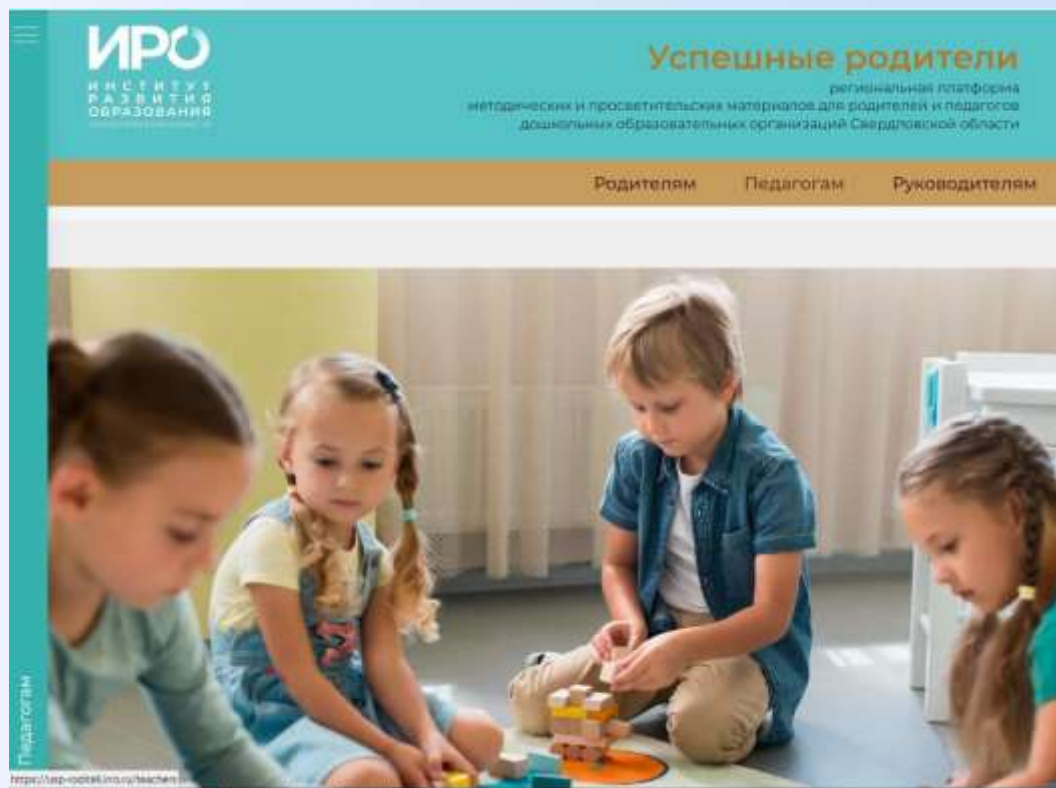 ИРО
ИНСТИТУТ
РАЗВИТИЯ
ОБРАЗОВАНИЯ
Успешные родители
региональная платформа
методических и просветительских материалов для родителей и педагогов
дошкольных образовательных организаций Свердловской области
Родителям Педагогам Руководителям
Педагогам